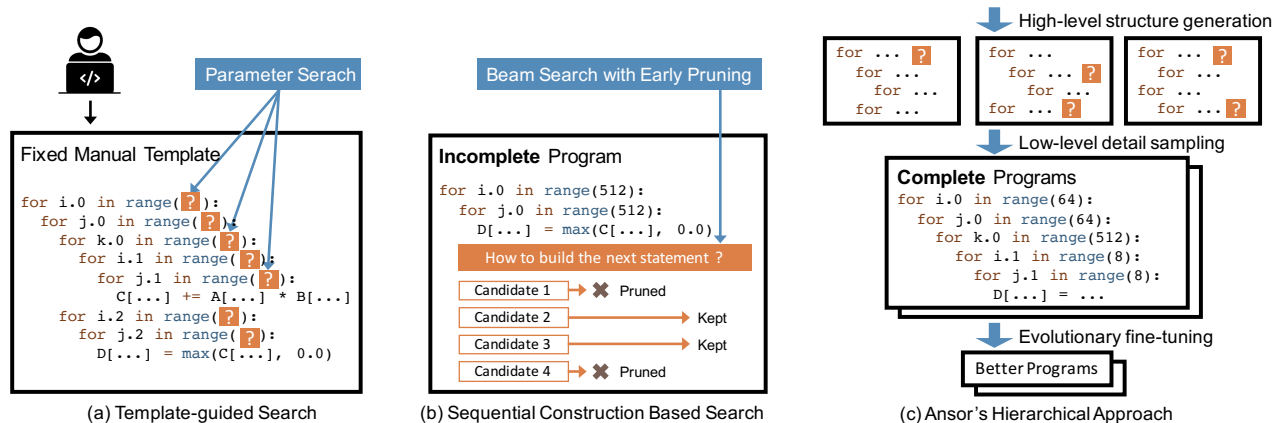 </>
Parameter Serach
Fixed Manual Template
for i.0 in range( ? ):
for j.0 in range( ? ):
for k.0 in range( ? ):
for i.1 in range( ? ):
for j.1 in range( ? ):
C[...] += A[...] * B[...]
for i.2 in range( ? ):
for j.2 in range( ? ):
D[...] = max(C[...], 0.0)
(a) Template-guided Search
Beam Search with Early Pruning
Incomplete Program
for i.0 in range(512):
for j.0 in range(512):
D[...] = max(C[...], 0.0)
How to build the next statement ?
Candidate 1 Pruned
Candidate 2 Kept
Candidate 3 Kept
Candidate 4 Pruned
(b) Sequential Construction Based Search
High-level structure generation
for ... ?
for ...
for ...
for ...
for ...
for ... ?
for ...
for ... ?
for ... ?
for ...
for ...
for ... ?
Low-level detail sampling
Complete Programs
for i.0 in range(64):
for j.0 in range(64):
for k.0 in range(512):
for i.1 in range(8):
for j.1 in range(8):
D[...] = ...
Evolutionary fine-tuning
Better Programs
(c) Ansor's Hierarchical Approach